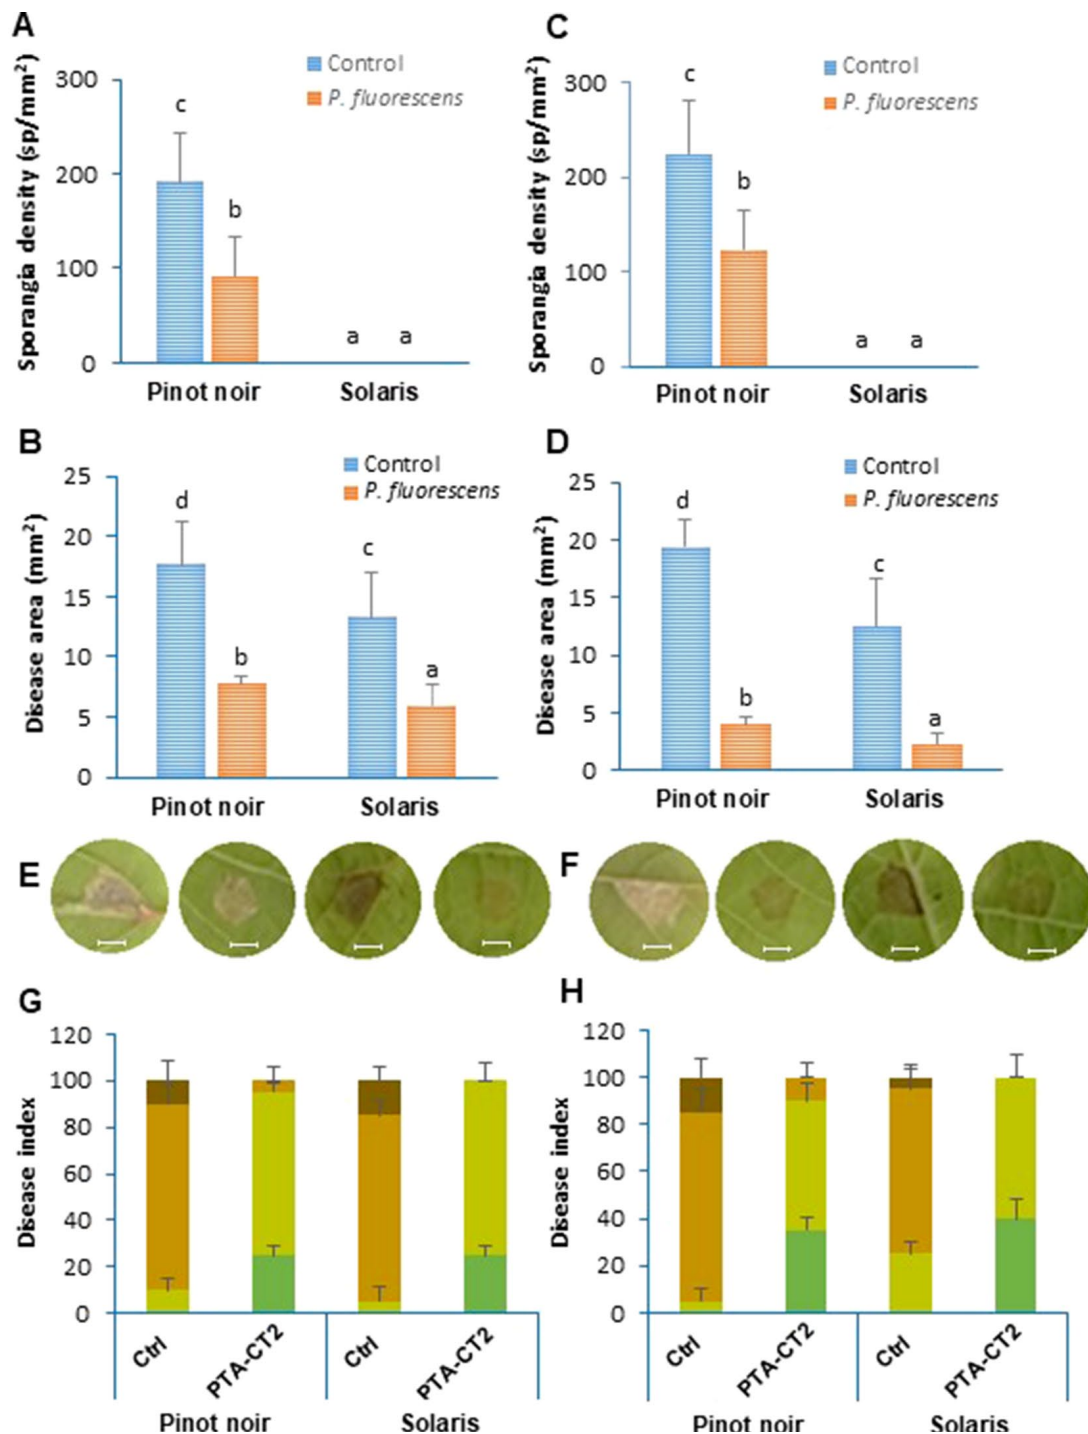 A
Sporangia density (sp/mm²)
300
200
100
0
Control
P. fluorescens
c
b
a a
Pinot noir Solaris
C
Sporangia density (sp/mm²)
300
200
100
0
Control
P. fluorescens
c
b
a a
Pinot noir Solaris
B
Disease area (mm²)
25
20
15
10
5
0
Control
P. fluorescens
d
b
c
a
Pinot noir Solaris
D
Disease area (mm²)
25
20
15
10
5
0
Control
P. fluorescens
d
b
c
a
Pinot noir Solaris
E
F
G
Disease index
120
100
80
60
40
20
0
Ctrl PTA-CT2 Ctrl PTA-CT2
Pinot noir Solaris
H
Disease index
120
100
80
60
40
20
0
Ctrl PTA-CT2 Ctrl PTA-CT2
Pinot noir Solaris